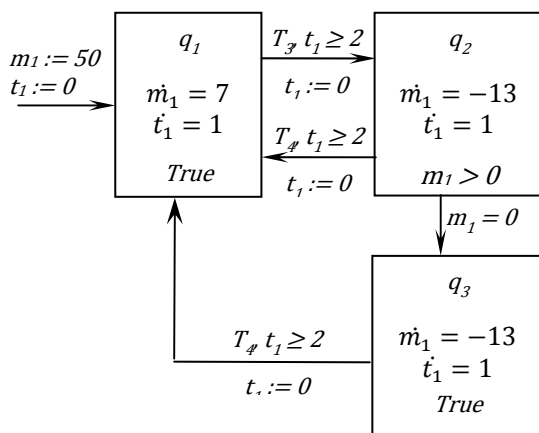 m₁ := 50
t₁ := 0
q₁
ṁ₁ = 7
ṫ₁ = 1
True
T₃, t₁ ≥ 2
t₁ := 0
T₄, t₁ ≥ 2
t₁ := 0
q₂
ṁ₁ = −13
ṫ₁ = 1
m₁ > 0
m₁ = 0
q₃
ṁ₁ = −13
ṫ₁ = 1
True
T₄, t₁ ≥ 2
t₁ := 0